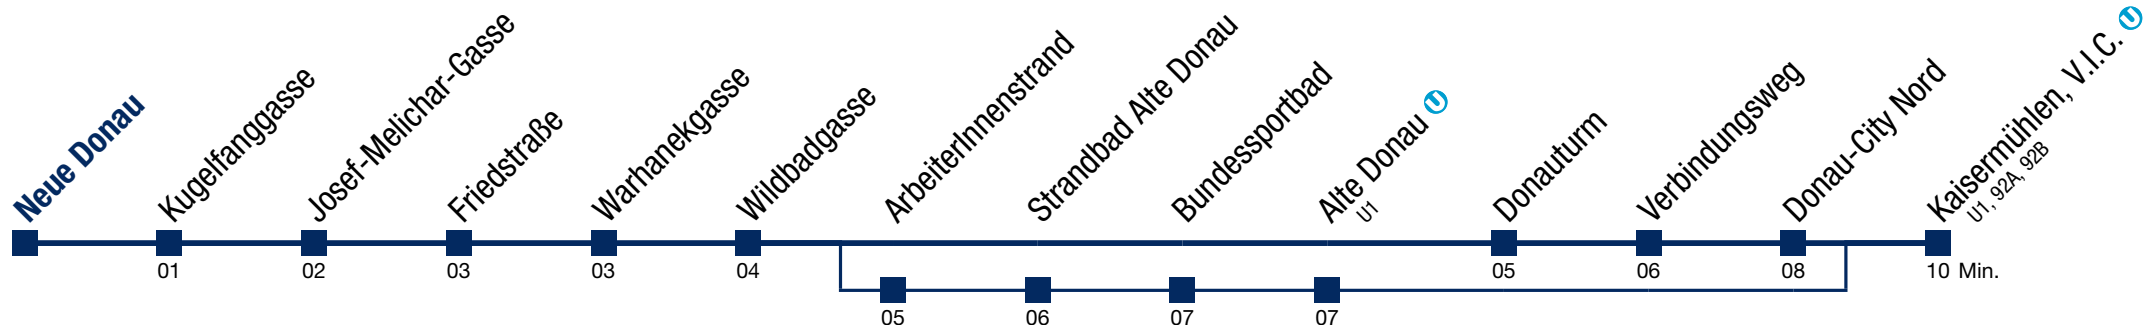 Neue Donau
Kugelfanggasse
Josef-Melichar-Gasse
Friedstraße
Warhanekgasse
Wildbadgasse
ArbeiterInnenstrand
Strandbad Alte Donau
Bundessportbad
Alte Donau
U1
Donauturm
Verbindungsweg
Donau-City Nord
Kaisermühlen, V.I.C.
U1, 92A, 92B
01 02 03 03 04 05 06 08 10 Min.
05 06 07 07